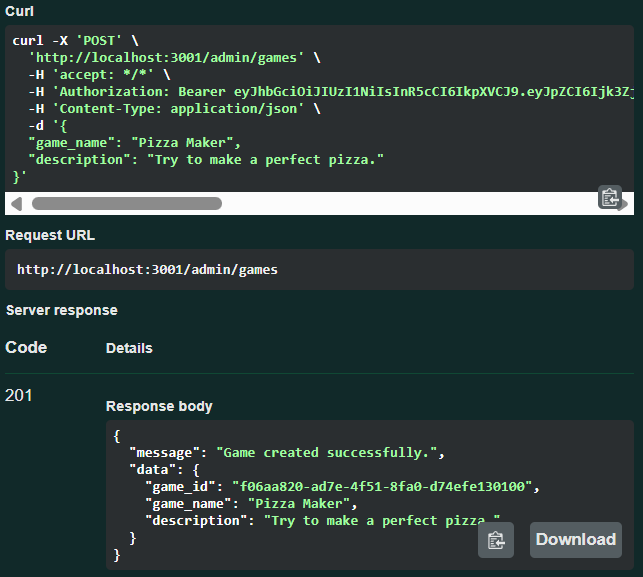 Curl
curl -X 'POST' \
'http://localhost:3001/admin/games' \
-H 'accept: */*' \
-H 'Authorization: Bearer eyJhbGciOiJIUzI1NiIsInR5cCI6IkpXVCJ9.eyJpZCI6Ijk3Zj
-H 'Content-Type: application/json' \
-d '{
"game_name": "Pizza Maker",
"description": "Try to make a perfect pizza."
}'
Request URL
http://localhost:3001/admin/games
Server response
Code Details
201
Response body
{
"message": "Game created successfully.",
"data": {
"game_id": "f06aa820-ad7e-4f51-8fa0-d74efe130100",
"game_name": "Pizza Maker",
"description": "Try to make a perfect pizza."
}
}
Download